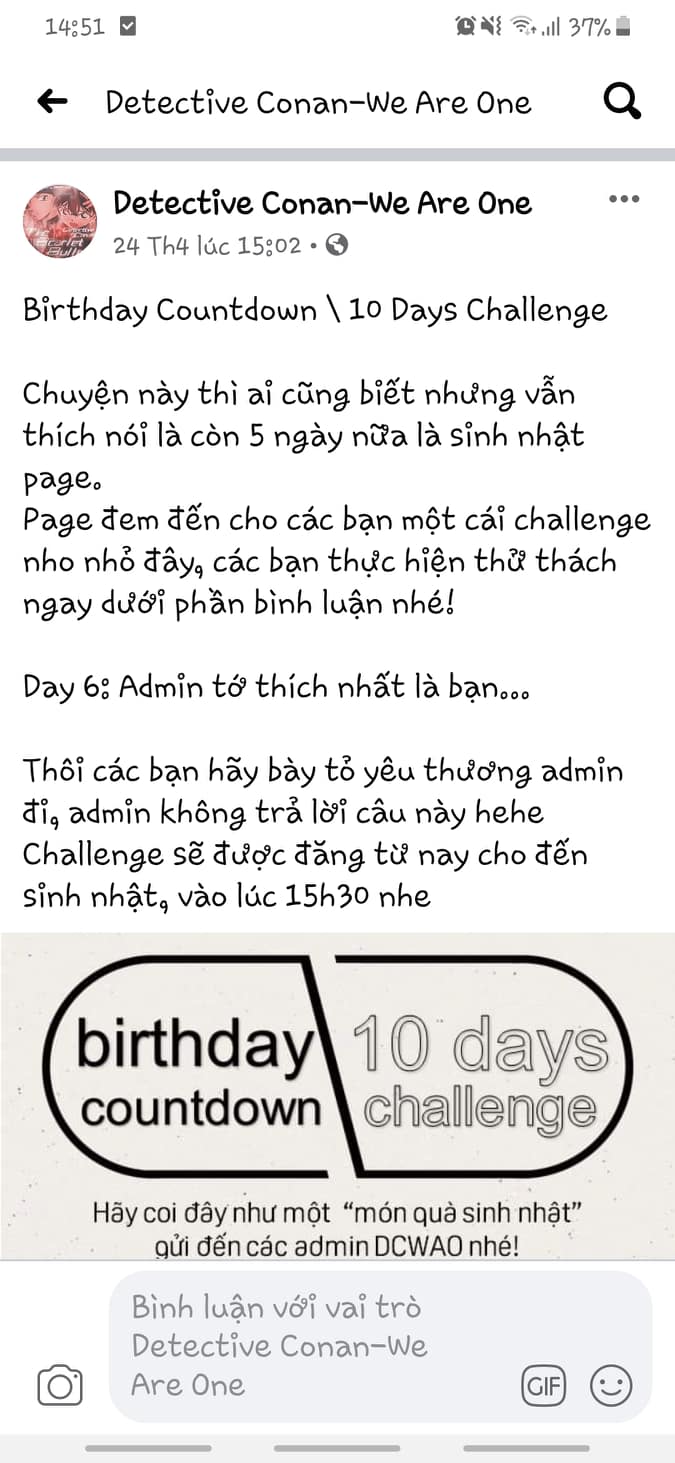 14:51
37%
Detective Conan-We Are One
Detective Conan-We Are One
24 Th4 lúc 15:02 •
Birthday Countdown \ 10 Days Challenge
Chuyện này thì ai cũng biết nhưng vẫn
thích nói là còn 5 ngày nữa là sinh nhật
page.
Page đem đến cho các bạn một cái challenge
nho nhỏ đây, các bạn thực hiện thử thách
ngay dưới phần bình luận nhé!
Day 6: Admin tớ thích nhất là bạn...
Thôi các bạn hãy bày tỏ yêu thương admin
đi, admin không trả lời câu này hehe
Challenge sẽ được đăng từ nay cho đến
sinh nhật, vào lúc 15h30 nhe
birthday 10 days
countdown challenge
Hãy coi đây như một “món quà sinh nhật”
gửi đến các admin DCWAO nhé!
Bình luận với vai trò
Detective Conan-We
Are One
GIF